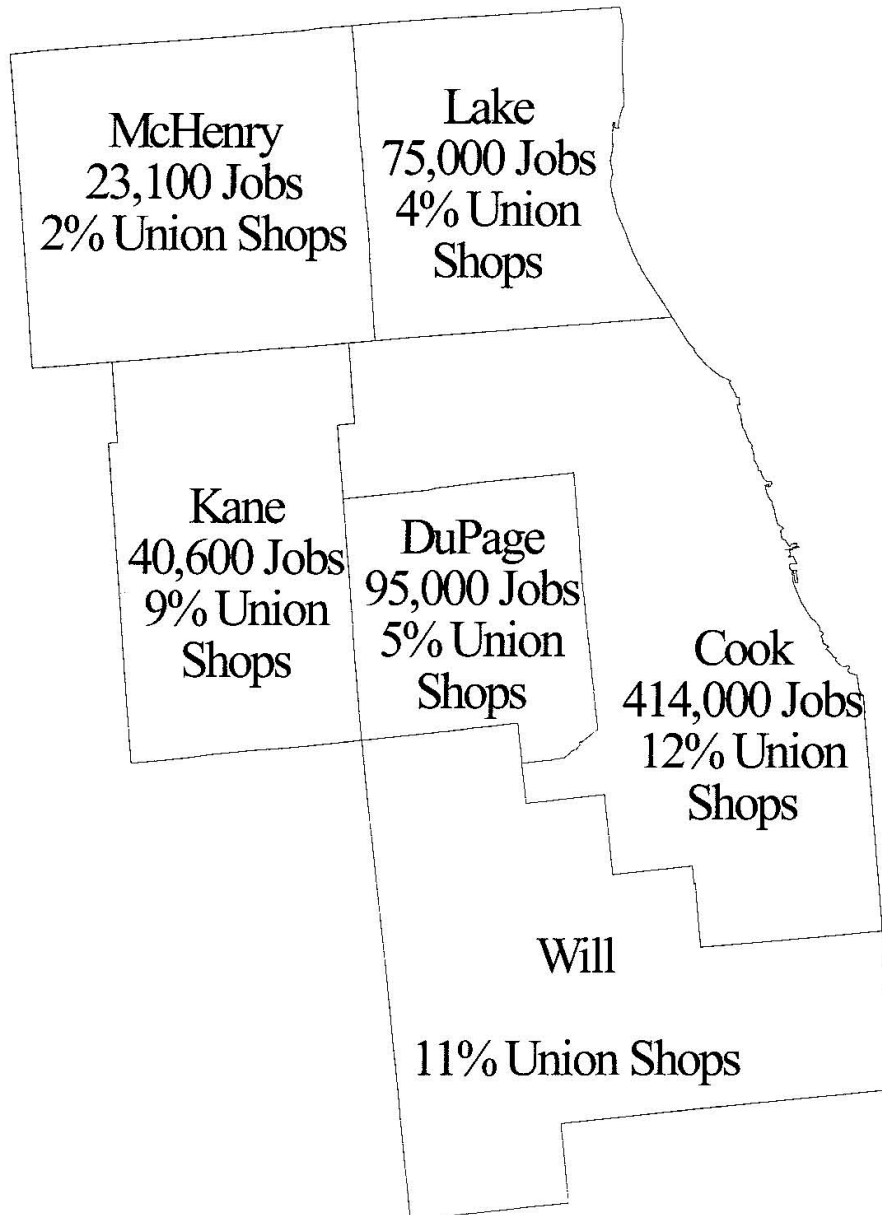 McHenry
23,100 Jobs
2% Union Shops
Lake
75,000 Jobs
4% Union
Shops
Kane
40,600 Jobs
9% Union
Shops
DuPage
95,000 Jobs
5% Union
Shops
Cook
414,000 Jobs
12% Union
Shops
Will
11% Union Shops